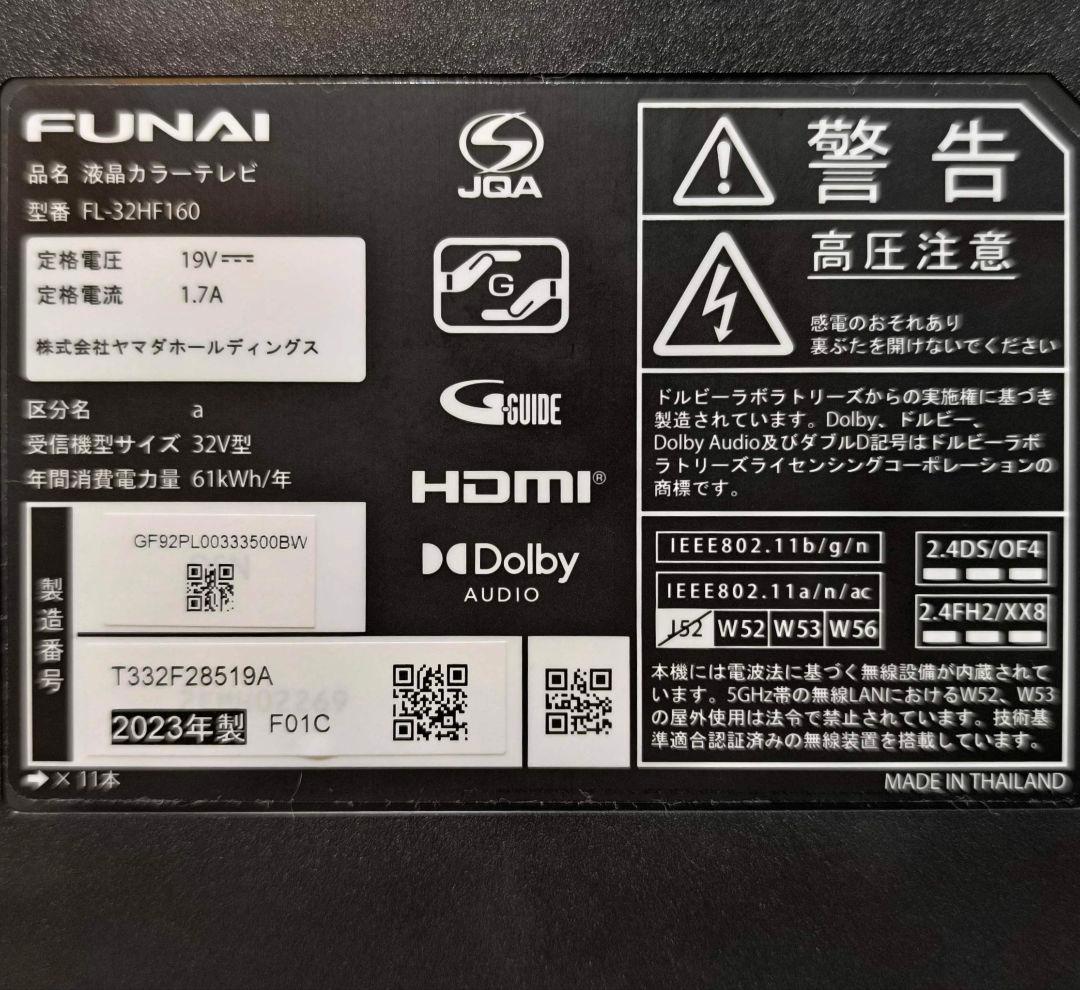 FUNAI
品名 液晶カラーテレビ
型番 FL-32HF160
定格電圧 19V
定格電流 1.7A
株式会社ヤマダホールディングス
区分名 a
受信機型サイズ 32V型
年間消費電力量 61kWh/年
製造番号
GF92PL00333500BW
T332F28519A
2023年製 F01C
× 11本
JQA
G
G-GUIDE
HDMI®
Dolby
AUDIO
警告
高圧注意
感電のおそれあり
裏ぶたを開けないでください
ドルビーラボラトリーズからの実施権に基づき
製造されています。Dolby、ドルビー、
Dolby Audio及びダブルD記号はドルビーラボ
ラトリーズライセンシングコーポレーションの
商標です。
IEEE802.11b/g/n
IEEE802.11a/n/ac
J52 W52 W53 W56
2.4DS/OF4
2.4FH2/XX8
本機には電波法に基づく無線設備が内蔵されて
います。5GHz帯の無線LANにおけるW52、W53
の屋外使用は法令で禁止されています。技術基
準適合認証済みの無線装置を搭載しています。
MADE IN THAILAND